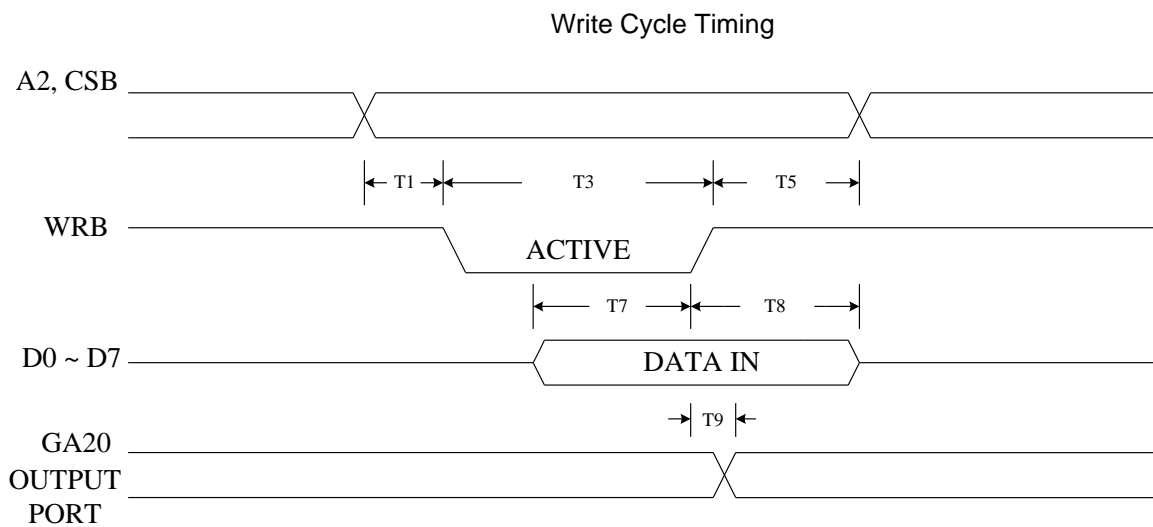 Write Cycle Timing
A2, CSB
T1
T3
T5
WRB
ACTIVE
T7
T8
D0 ~ D7
DATA IN
T9
GA20
OUTPUT
PORT